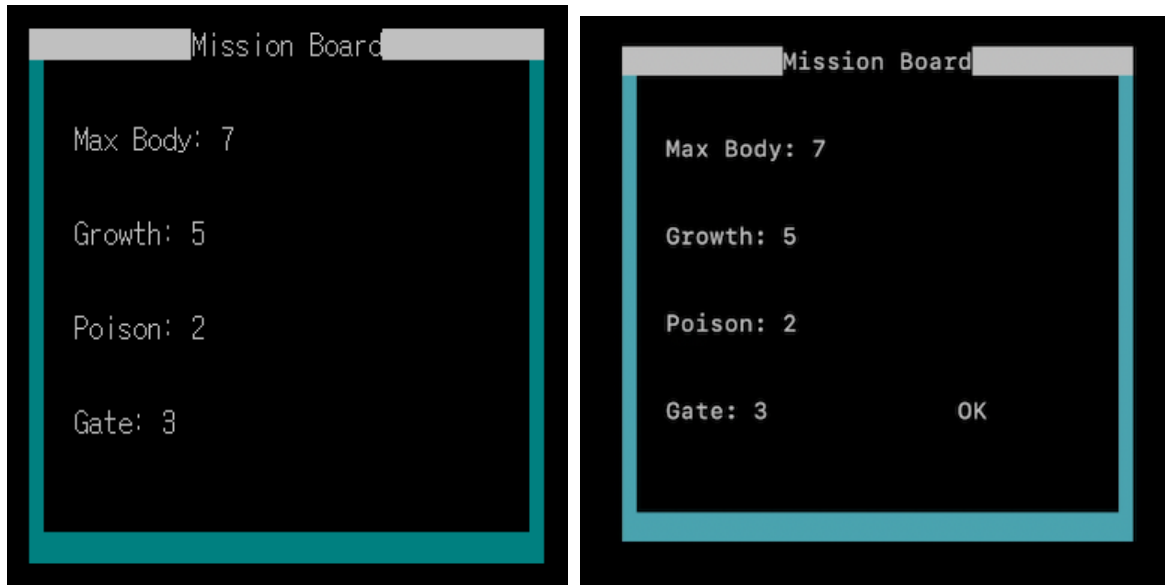 Mission Board
Max Body: 7
Growth: 5
Poison: 2
Gate: 3
Mission Board
Max Body: 7
Growth: 5
Poison: 2
Gate: 3 OK